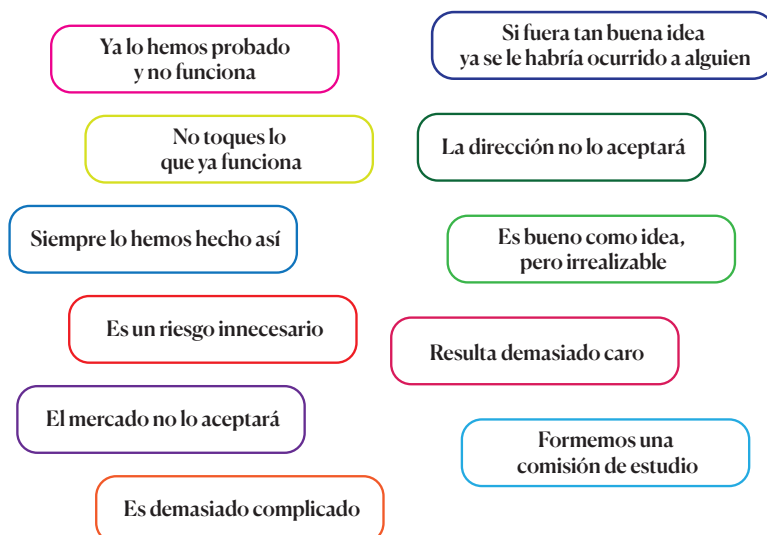 Ya lo hemos probado
y no funciona
Si fuera tan buena idea
ya se le habría ocurrido a alguien
No toques lo
que ya funciona
La dirección no lo aceptará
Siempre lo hemos hecho así
Es bueno como idea,
pero irrealizable
Es un riesgo innecesario
Resulta demasiado caro
El mercado no lo aceptará
Formemos una
comisión de estudio
Es demasiado complicado